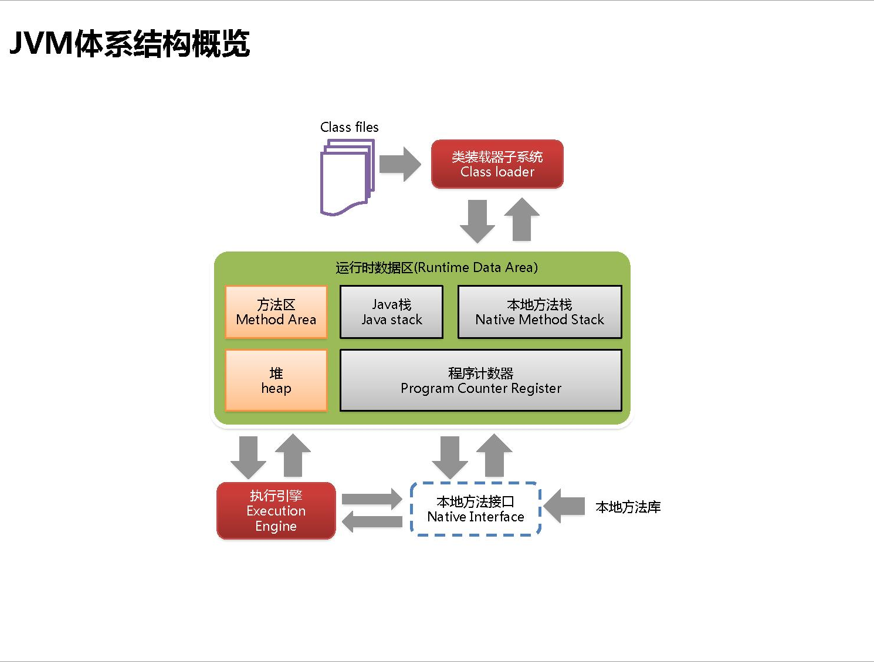 JVM体系结构概览
Class files
类装载器子系统
Class loader
运行时数据区(Runtime Data Area)
方法区
Method Area
Java栈
Java stack
本地方法栈
Native Method Stack
堆
heap
程序计数器
Program Counter Register
执行引擎
Execution
Engine
本地方法接口
Native Interface
本地方法库